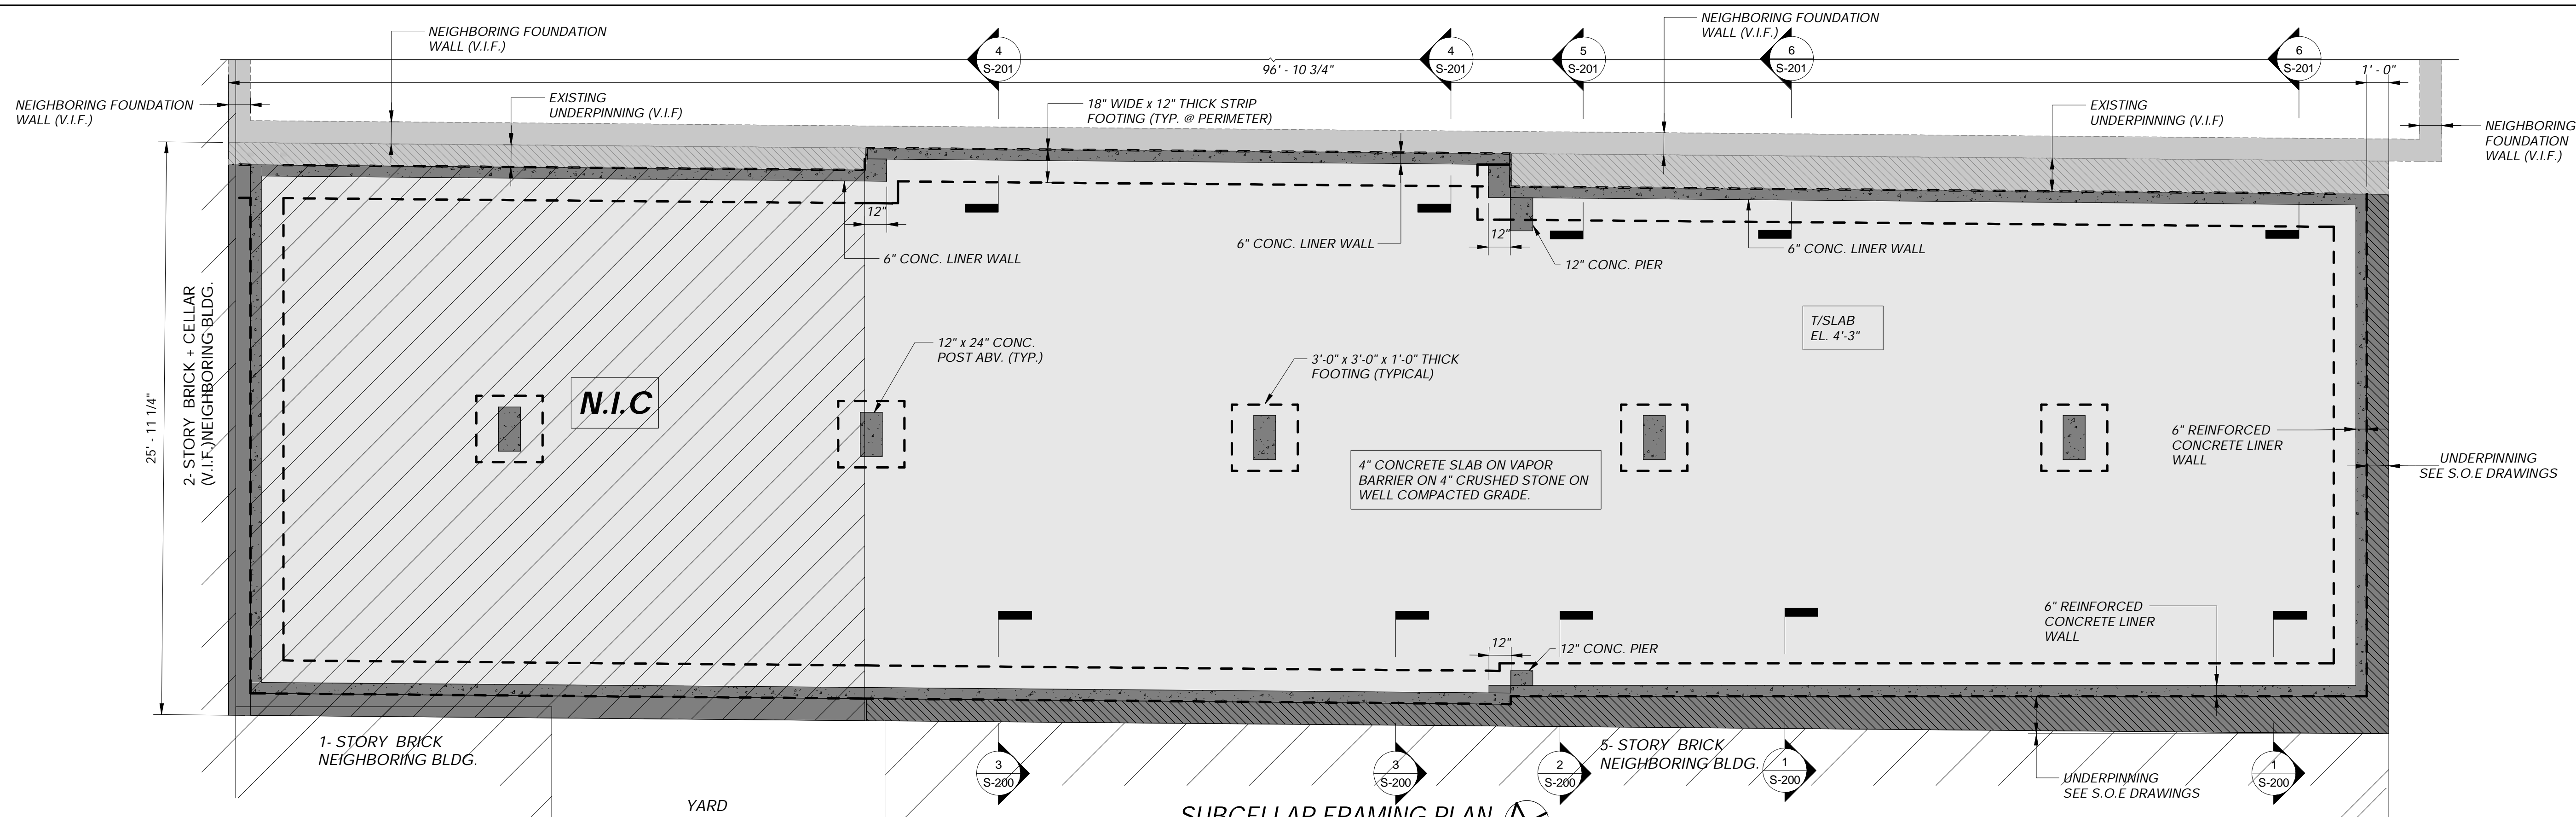 NEIGHBORING FOUNDATION
WALL (V.I.F.)
NEIGHBORING FOUNDATION
WALL (V.I.F.)
4
S-201
4
S-201
5
S-201
6
S-201
6
S-201
96' - 10 3/4"
1' - 0"
NEIGHBORING FOUNDATION
WALL (V.I.F.)
EXISTING
UNDERPINNING (V.I.F)
18" WIDE x 12" THICK STRIP
FOOTING (TYP. @ PERIMETER)
EXISTING
UNDERPINNING (V.I.F)
NEIGHBORING
FOUNDATION
WALL (V.I.F.)
12"
6" CONC. LINER WALL
6" CONC. LINER WALL
12"
12" CONC. PIER
6" CONC. LINER WALL
2- STORY BRICK + CELLAR
(V.I.F.)NEIGHBORING BLDG.
25' - 11 1/4"
T/SLAB
EL. 4'-3"
12" x 24" CONC.
POST ABV. (TYP.)
3'-0" x 3'-0" x 1'-0" THICK
FOOTING (TYPICAL)
N.I.C
4" CONCRETE SLAB ON VAPOR
BARRIER ON 4" CRUSHED STONE ON
WELL COMPACTED GRADE.
6" REINFORCED
CONCRETE LINER
WALL
UNDERPINNING
SEE S.O.E DRAWINGS
6" REINFORCED
CONCRETE LINER
WALL
12"
12" CONC. PIER
1- STORY BRICK
NEIGHBORING BLDG.
5- STORY BRICK
NEIGHBORING BLDG.
3
S-200
3
S-200
2
S-200
1
S-200
1
S-200
UNDERPINNING
SEE S.O.E DRAWINGS
YARD
SUBCELLAR FRAMING PLAN